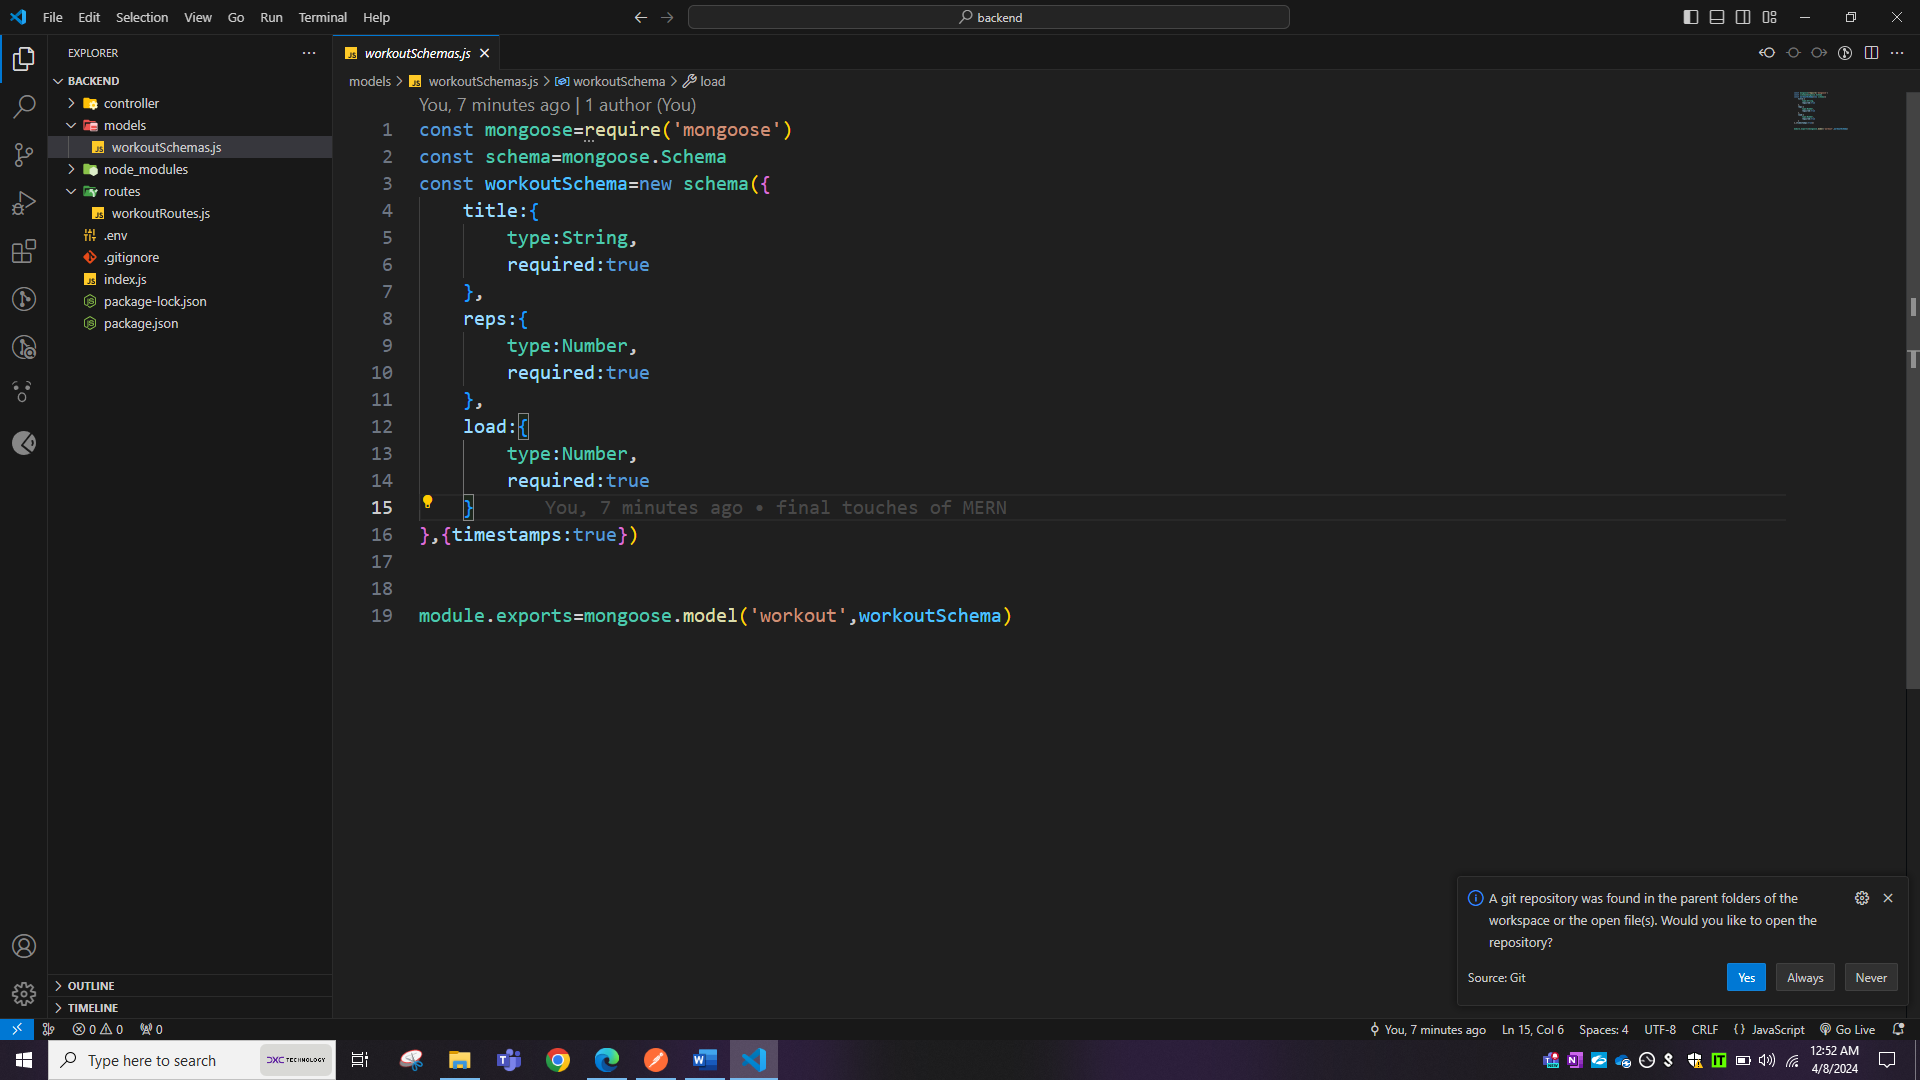 File Edit Selection View Go Run Terminal Help
backend
EXPLORER
BACKEND
controller
models
workoutSchemas.js
node_modules
routes
workoutRoutes.js
.env
.gitignore
index.js
package-lock.json
package.json
OUTLINE
TIMELINE
workoutSchemas.js
models > workoutSchemas.js > workoutSchema > load
You, 7 minutes ago | 1 author (You)
1 const mongoose=require('mongoose')
2 const schema=mongoose.Schema
3 const workoutSchema=new schema({
4 title:{
5 type:String,
6 required:true
7 },
8 reps:{
9 type:Number,
10 required:true
11 },
12 load:{
13 type:Number,
14 required:true
15 } You, 7 minutes ago • final touches of MERN
16 },{timestamps:true})
17
18
19 module.exports=mongoose.model('workout',workoutSchema)
A git repository was found in the parent folders of the
workspace or the open file(s). Would you like to open the
repository?
Source: Git Yes Always Never
0 0 0 You, 7 minutes ago Ln 15, Col 6 Spaces: 4 UTF-8 CRLF {} JavaScript Go Live
Type here to search DXC TECHNOLOGY
12:52 AM
4/8/2024